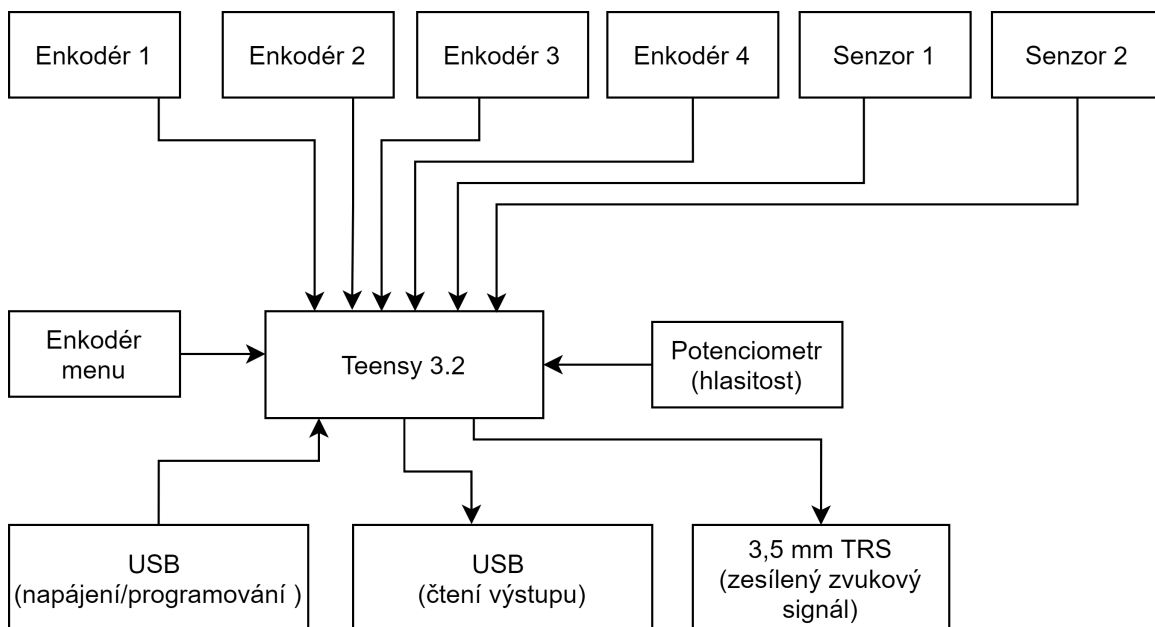 Enkodér 1
Enkodér 2
Enkodér 3
Enkodér 4
Senzor 1
Senzor 2
Enkodér
menu
Teensy 3.2
Potenciometr
(hlasitost)
USB
(napájení/programování )
USB
(čtení výstupu)
3,5 mm TRS
(zesílený zvukový
signál)